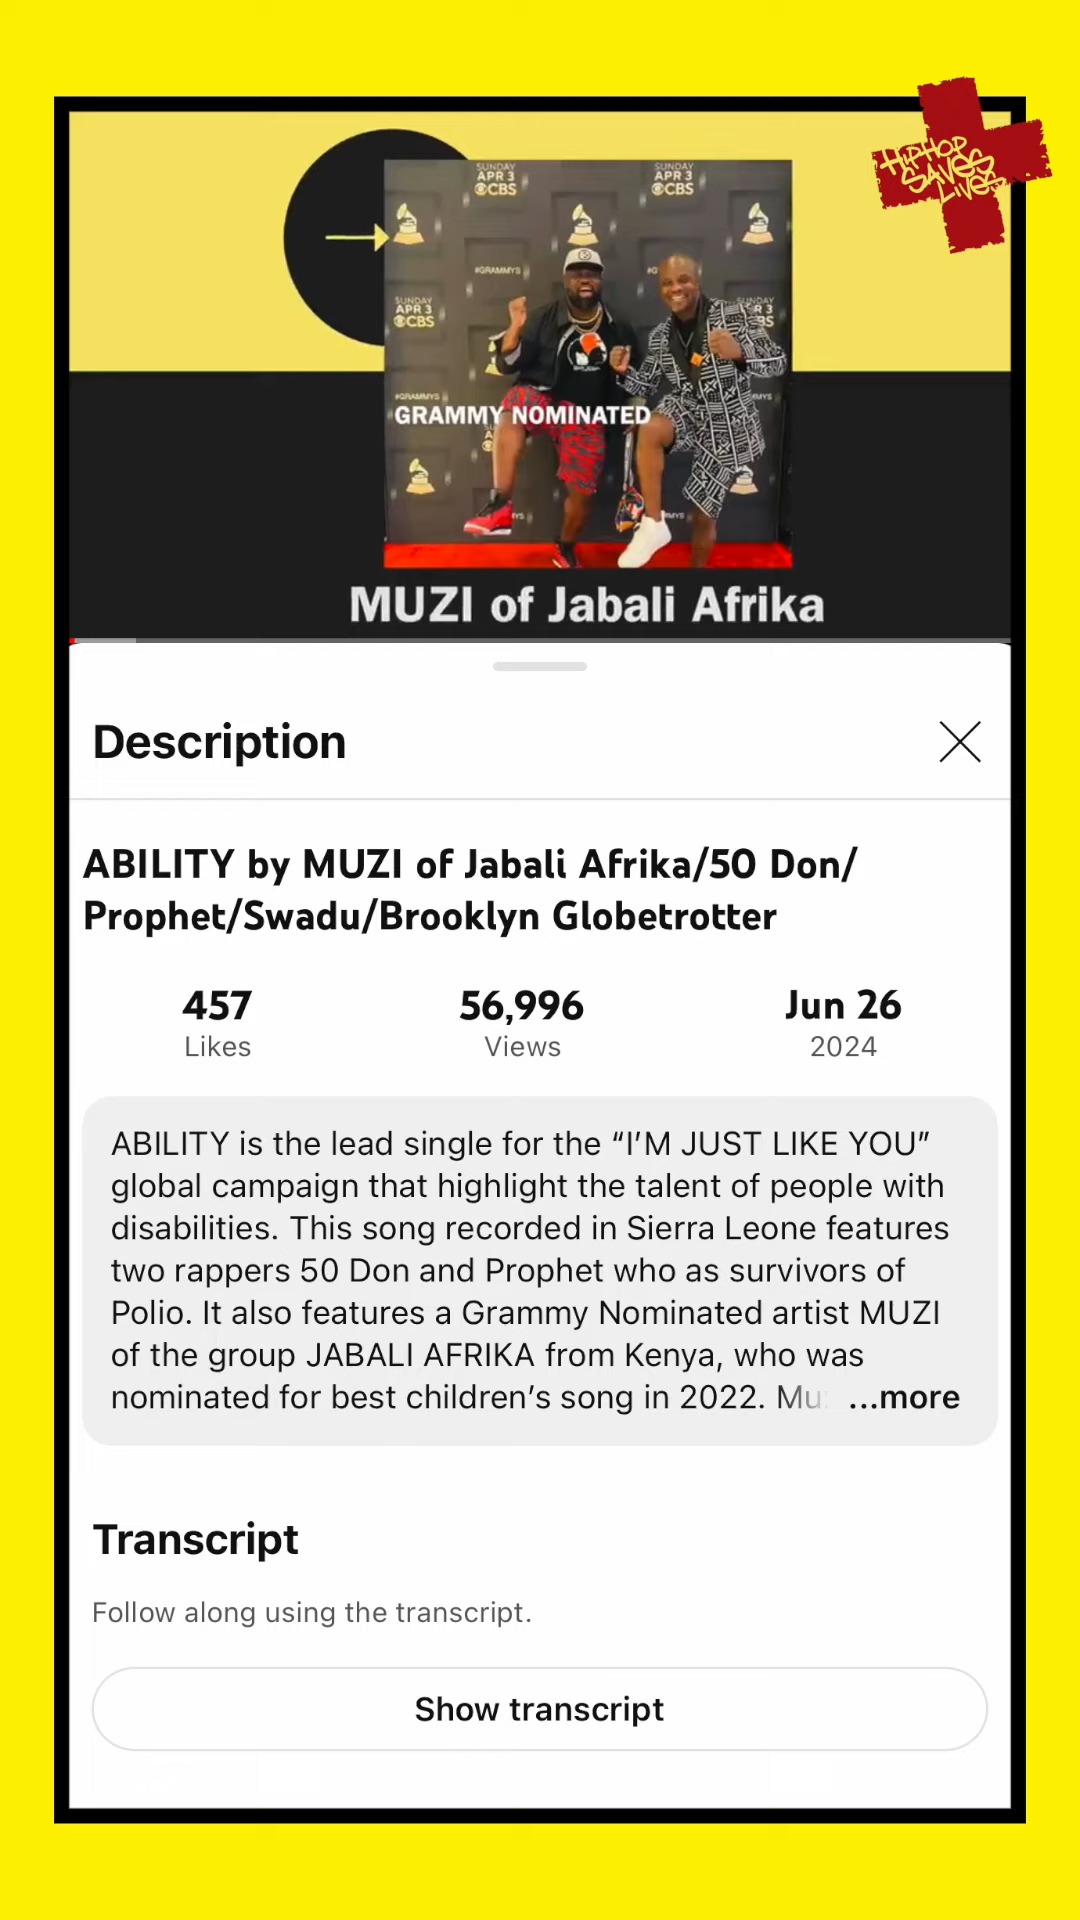 HIPHOP
SAVES
LIVES
SUNDAY
APR 3
CBS
SUNDAY
APR 3
CBS
#GRAMMYS
SUNDAY
APR 3
CBS
#GRAMMYS
GRAMMY NOMINATED
MUZI of Jabali Afrika
Description
ABILITY by MUZI of Jabali Afrika/50 Don/
Prophet/Swadu/Brooklyn Globetrotter
457
Likes
56,996
Views
Jun 26
2024
ABILITY is the lead single for the “I’M JUST LIKE YOU”
global campaign that highlight the talent of people with
disabilities. This song recorded in Sierra Leone features
two rappers 50 Don and Prophet who as survivors of
Polio. It also features a Grammy Nominated artist MUZI
of the group JABALI AFRIKA from Kenya, who was
nominated for best children’s song in 2022. Mu ...more
Transcript
Follow along using the transcript.
Show transcript